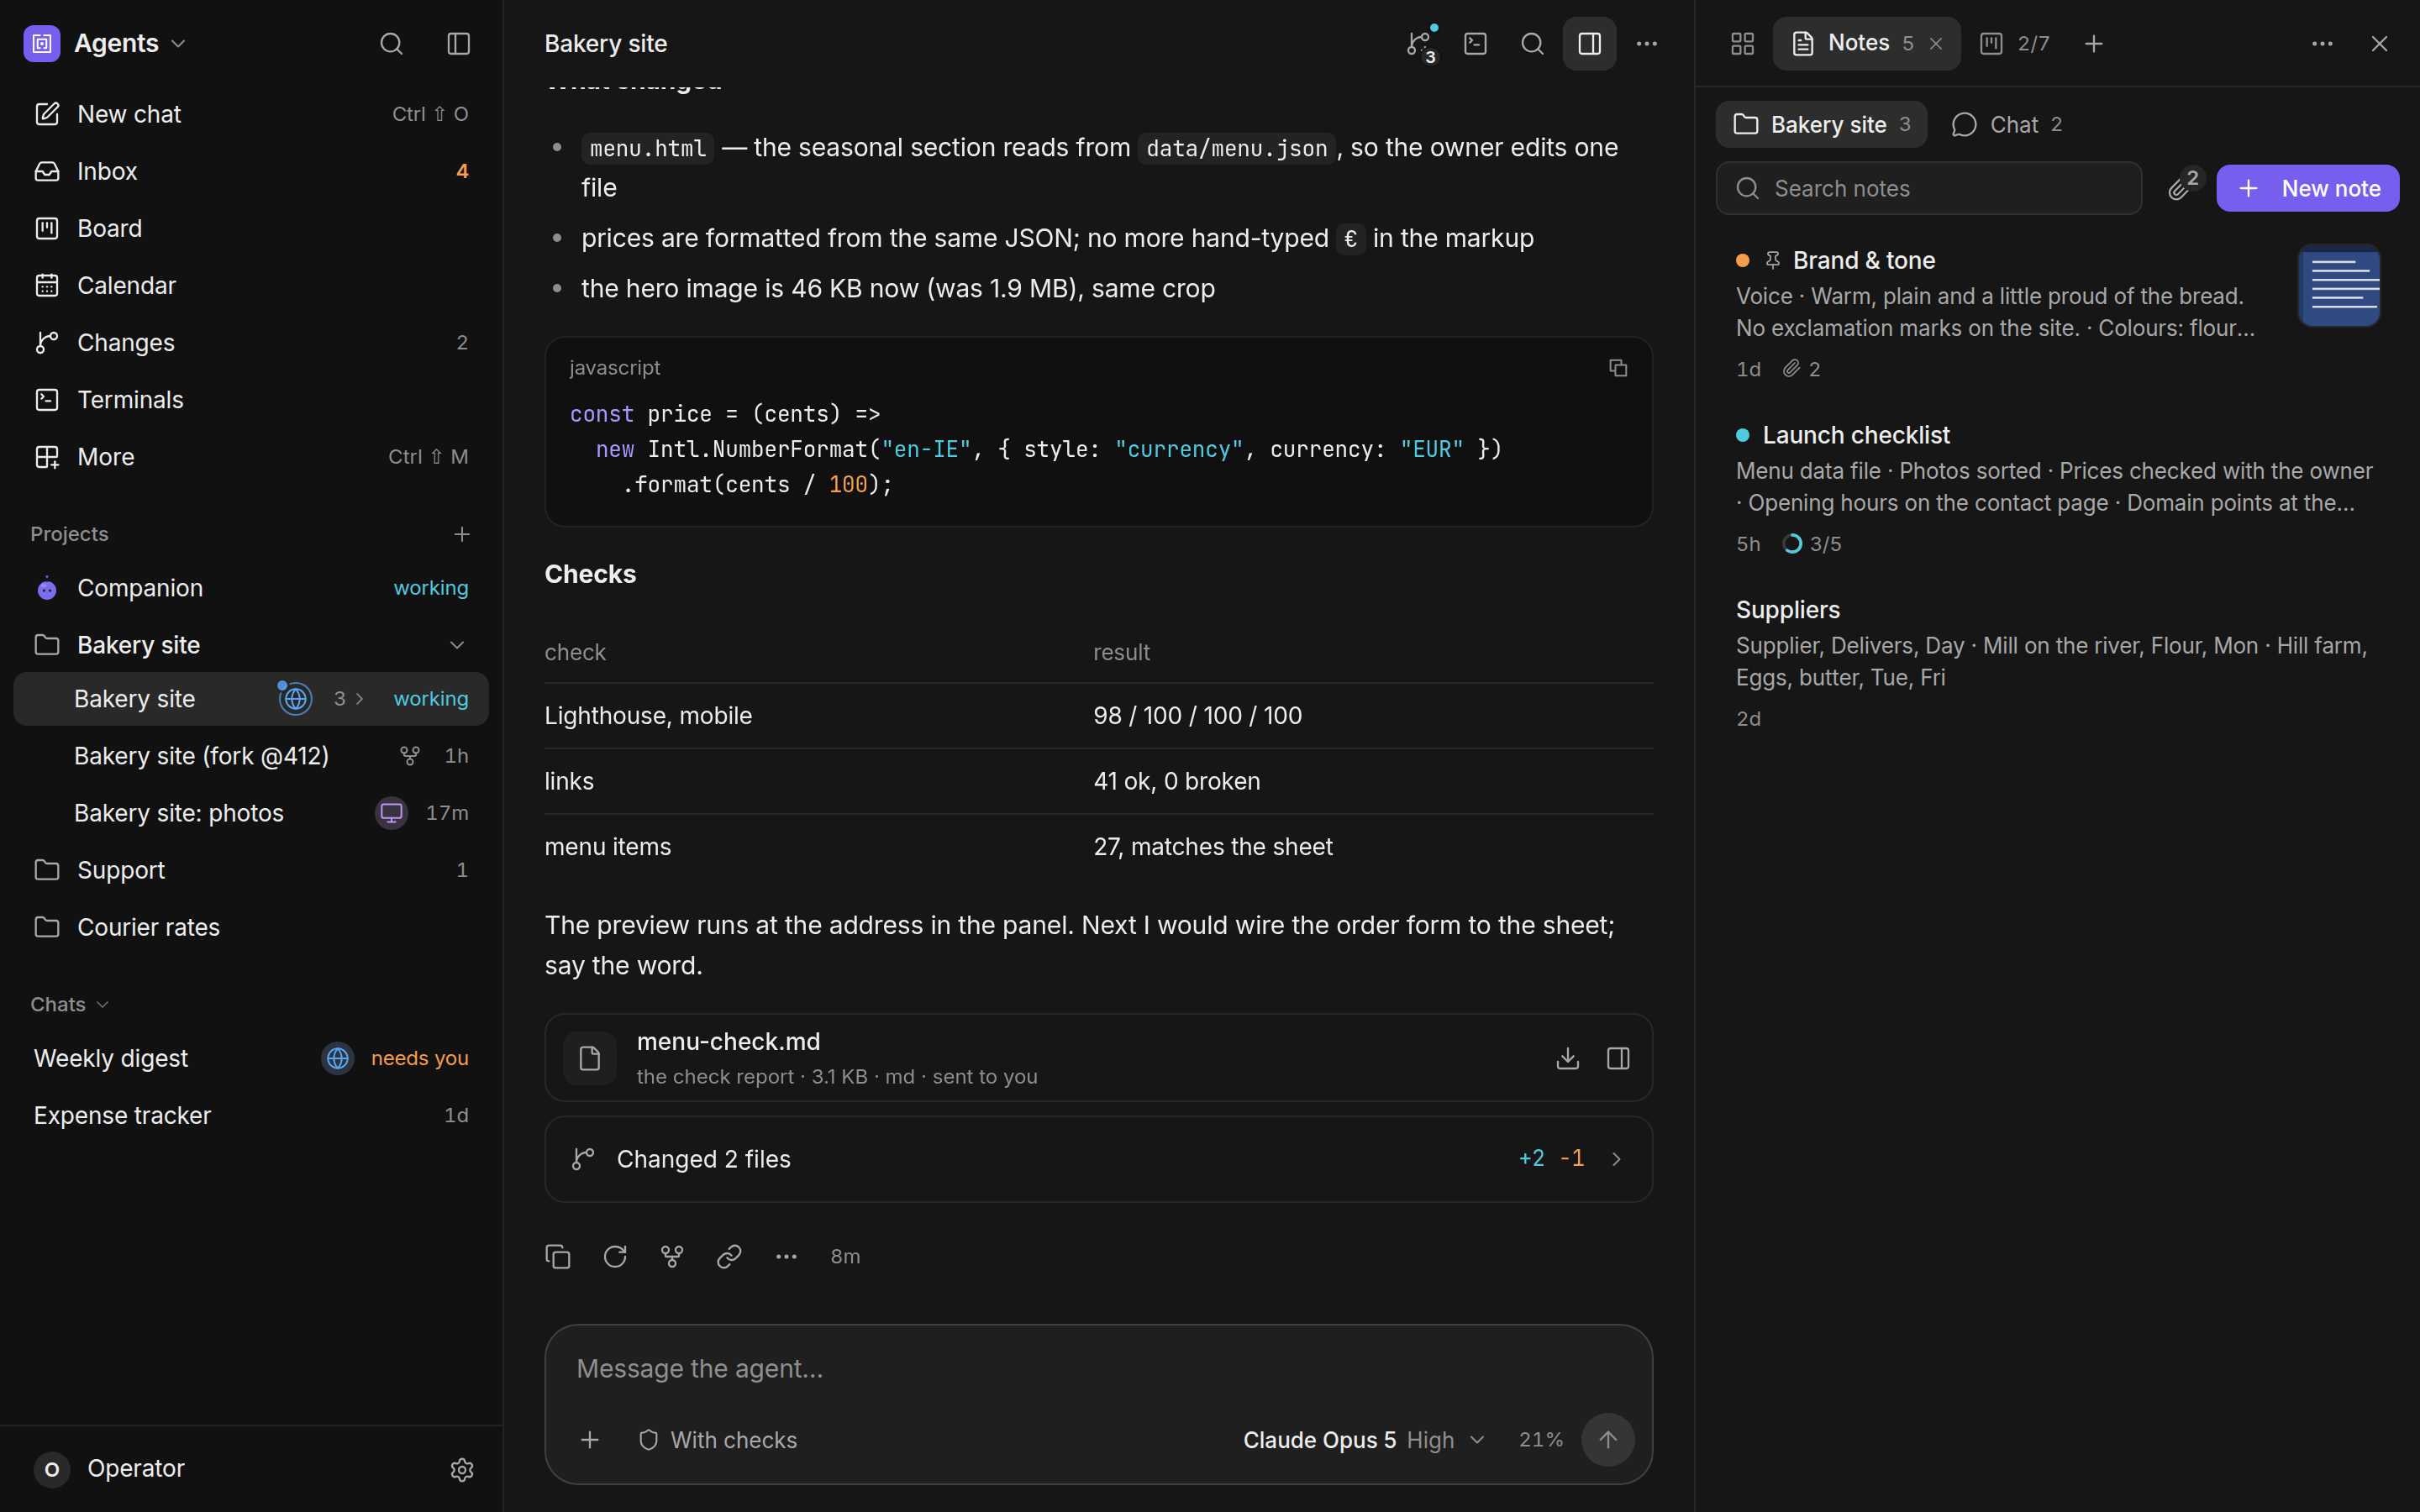 Agents
New chat Ctrl ⇧ O
Inbox 4
Board
Calendar
Changes 2
Terminals
More Ctrl ⇧ M
Projects
Companion working
Bakery site
Bakery site 3 working
Bakery site (fork @412) 1h
Bakery site: photos 17m
Support 1
Courier rates
Chats
Weekly digest needs you
Expense tracker 1d
O Operator
Bakery site 3
What changed
• menu.html — the seasonal section reads from data/menu.json, so the owner edits one
file
• prices are formatted from the same JSON; no more hand-typed € in the markup
• the hero image is 46 KB now (was 1.9 MB), same crop
javascript
const price = (cents) =>
new Intl.NumberFormat("en-IE", { style: "currency", currency: "EUR" })
.format(cents / 100);
Checks
check result
Lighthouse, mobile 98 / 100 / 100 / 100
links 41 ok, 0 broken
menu items 27, matches the sheet
The preview runs at the address in the panel. Next I would wire the order form to the sheet;
say the word.
menu-check.md
the check report · 3.1 KB · md · sent to you
Changed 2 files +2 -1
8m
Message the agent...
With checks Claude Opus 5 High 21%
Notes 5 2/7
Bakery site 3 Chat 2
Search notes 2 New note
Brand & tone
Voice · Warm, plain and a little proud of the bread.
No exclamation marks on the site. · Colours: flour...
1d 2
Launch checklist
Menu data file · Photos sorted · Prices checked with the owner
· Opening hours on the contact page · Domain points at the...
5h 3/5
Suppliers
Supplier, Delivers, Day · Mill on the river, Flour, Mon · Hill farm,
Eggs, butter, Tue, Fri
2d